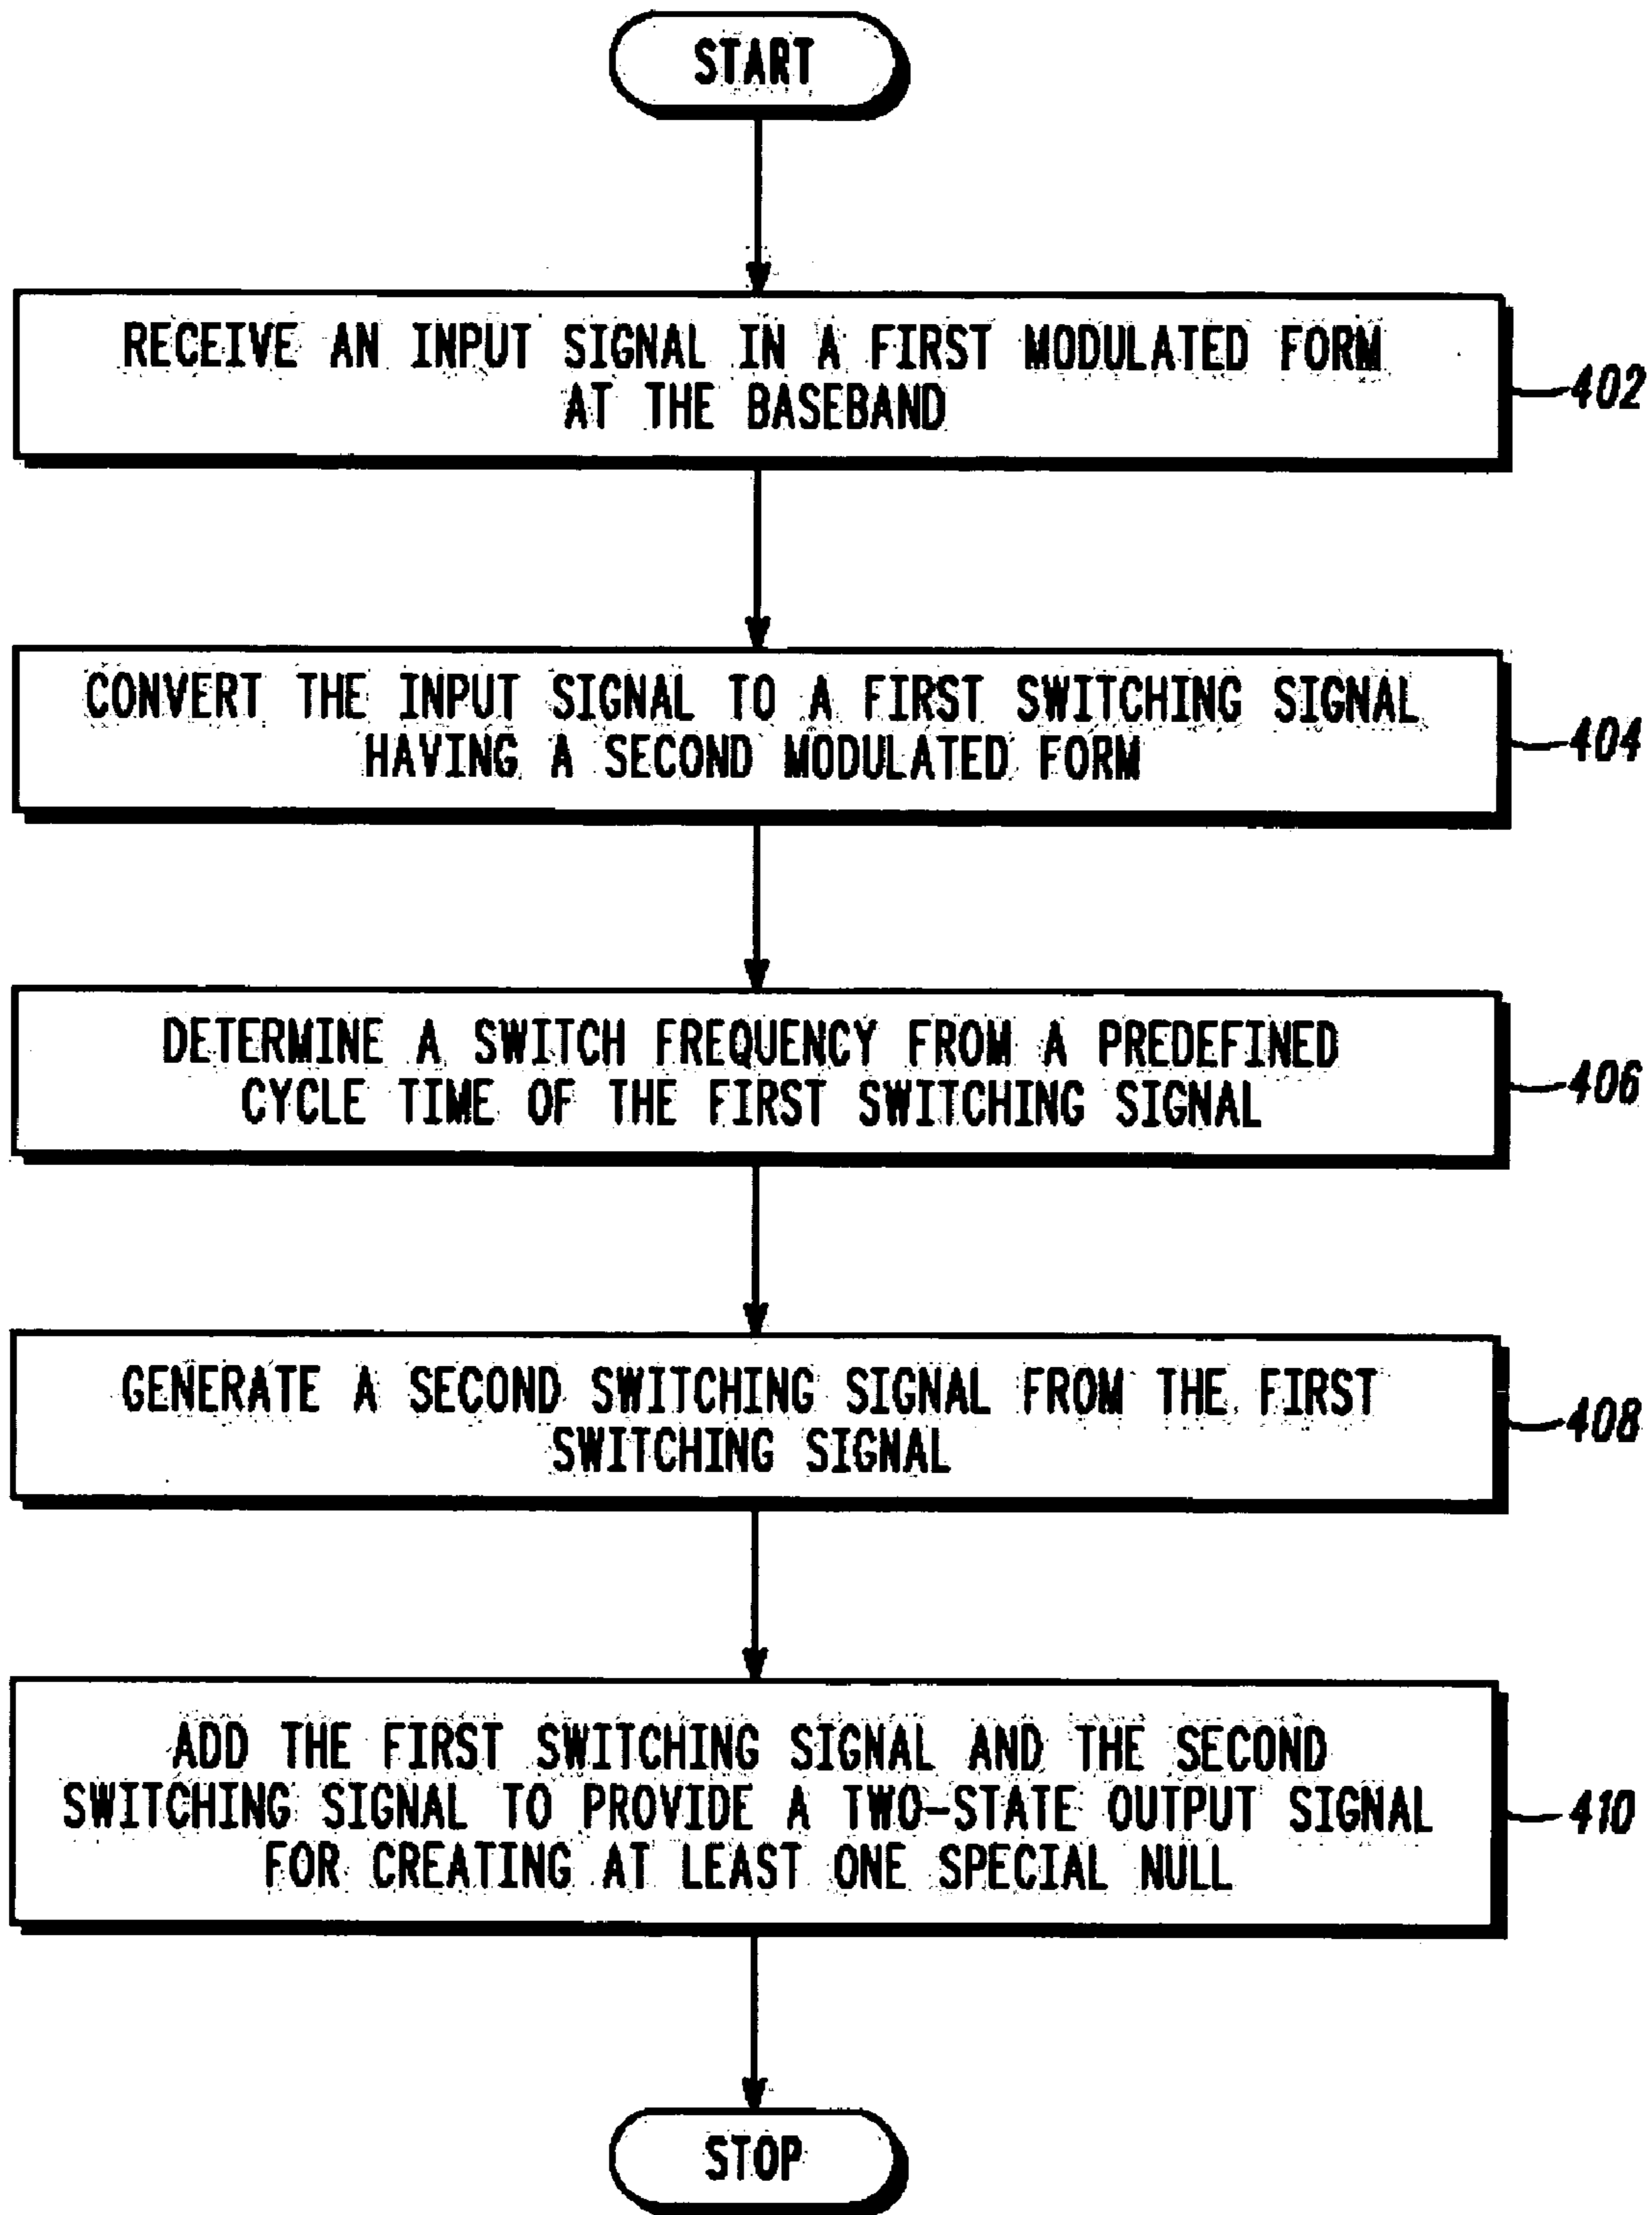 START
RECEIVE AN INPUT SIGNAL IN A FIRST MODULATED FORM
AT THE BASEBAND
402
CONVERT THE INPUT SIGNAL TO A FIRST SWITCHING SIGNAL
HAVING A SECOND MODULATED FORM
404
DETERMINE A SWITCH FREQUENCY FROM A PREDEFINED
CYCLE TIME OF THE FIRST SWITCHING SIGNAL
406
GENERATE A SECOND SWITCHING SIGNAL FROM THE FIRST
SWITCHING SIGNAL
408
ADD THE FIRST SWITCHING SIGNAL AND THE SECOND
SWITCHING SIGNAL TO PROVIDE A TWO-STATE OUTPUT SIGNAL
FOR CREATING AT LEAST ONE SPECIAL NULL
410
STOP